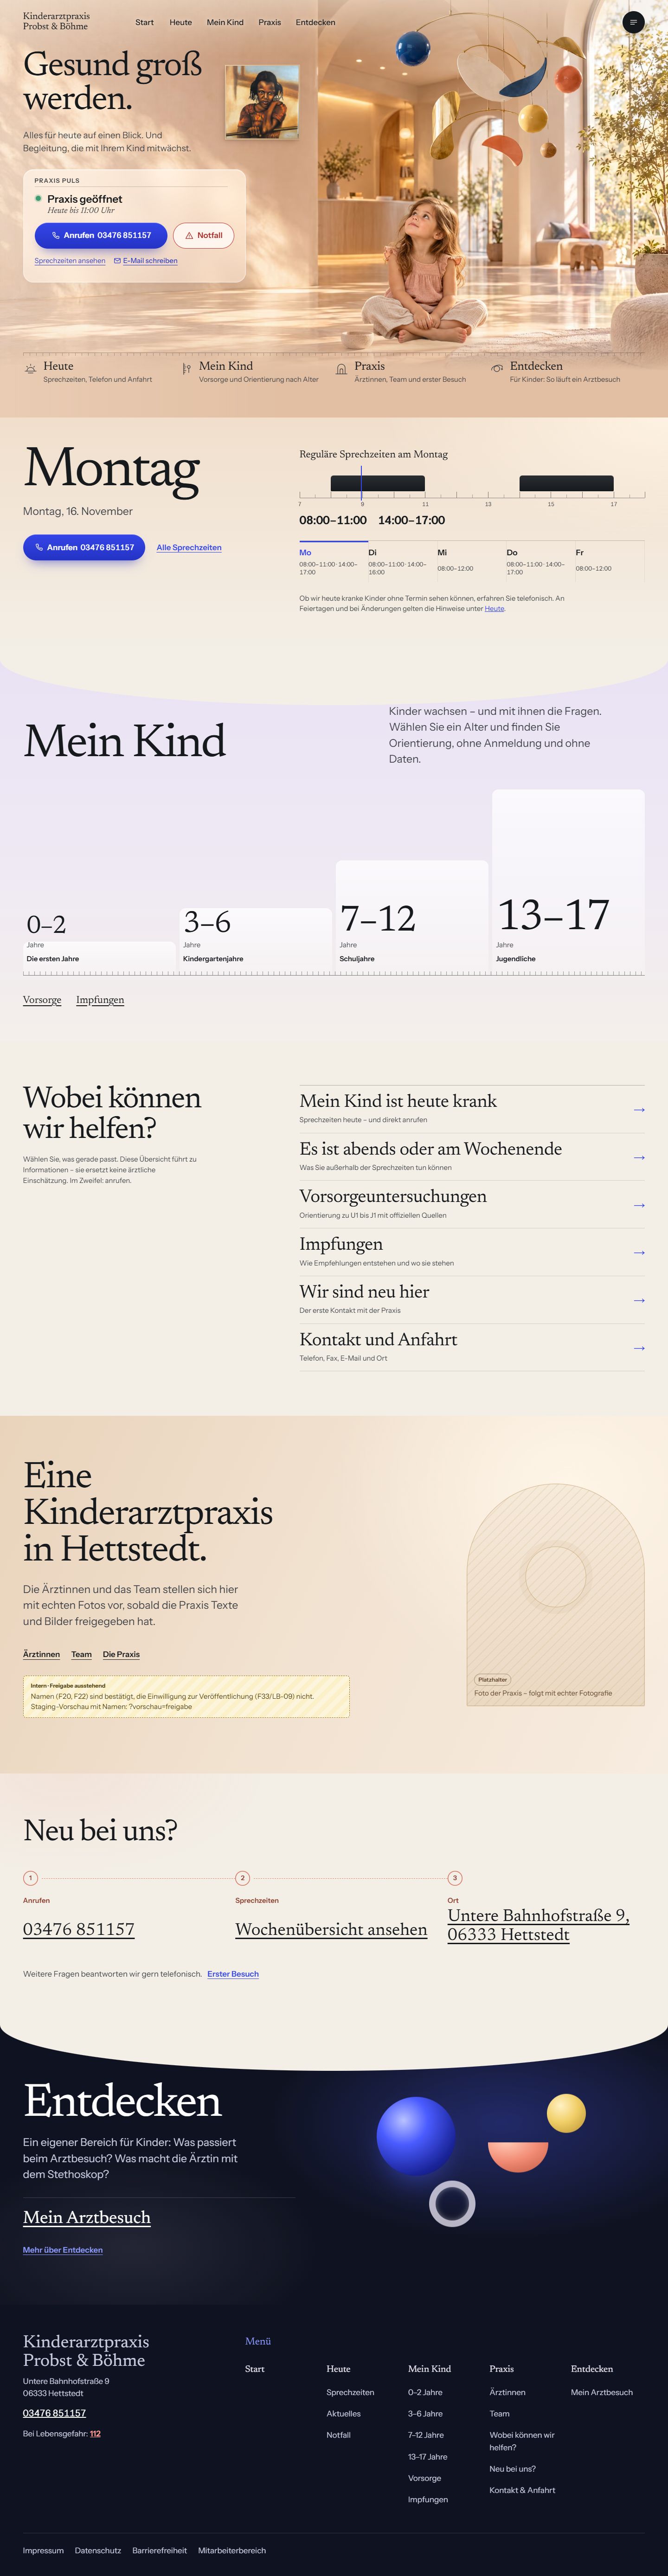 Kinderarztpraxis
Probst & Böhme
Start Heute Mein Kind Praxis Entdecken
Gesund groß
werden.
Alles für heute auf einen Blick. Und
Begleitung, die mit Ihrem Kind mitwächst.
PRAXIS PULS
Praxis geöffnet
Heute bis 11:00 Uhr
Anrufen 03476 851157
Notfall
Sprechzeiten ansehen
E-Mail schreiben
Heute
Sprechzeiten, Telefon und Anfahrt
Mein Kind
Vorsorge und Orientierung nach Alter
Praxis
Ärztinnen, Team und erster Besuch
Entdecken
Für Kinder: So läuft ein Arztbesuch
Montag
Montag, 16. November
Anrufen 03476 851157
Alle Sprechzeiten
Reguläre Sprechzeiten am Montag
7 9 11 13 15 17
08:00–11:00 14:00–17:00
Mo
08:00–11:00 · 14:00–
17:00
Di
08:00–11:00 · 14:00–
16:00
Mi
08:00–12:00
Do
08:00–11:00 · 14:00–
17:00
Fr
08:00–12:00
Ob wir heute kranke Kinder ohne Termin sehen können, erfahren Sie telefonisch. An
Feiertagen und bei Änderungen gelten die Hinweise unter Heute.
Mein Kind
Kinder wachsen – und mit ihnen die Fragen.
Wählen Sie ein Alter und finden Sie
Orientierung, ohne Anmeldung und ohne
Daten.
0–2
Jahre
Die ersten Jahre
3–6
Jahre
Kindergartenjahre
7–12
Jahre
Schuljahre
13–17
Jahre
Jugendliche
Vorsorge Impfungen
Wobei können
wir helfen?
Wählen Sie, was gerade passt. Diese Übersicht führt zu
Informationen – sie ersetzt keine ärztliche
Einschätzung. Im Zweifel: anrufen.
Mein Kind ist heute krank
Sprechzeiten heute – und direkt anrufen
Es ist abends oder am Wochenende
Was Sie außerhalb der Sprechzeiten tun können
Vorsorgeuntersuchungen
Orientierung zu U1 bis J1 mit offiziellen Quellen
Impfungen
Wie Empfehlungen entstehen und wo sie stehen
Wir sind neu hier
Der erste Kontakt mit der Praxis
Kontakt und Anfahrt
Telefon, Fax, E-Mail und Ort
Eine
Kinderarztpraxis
in Hettstedt.
Die Ärztinnen und das Team stellen sich hier
mit echten Fotos vor, sobald die Praxis Texte
und Bilder freigegeben hat.
Ärztinnen Team Die Praxis
Intern · Freigabe ausstehend
Namen (F20, F22) sind bestätigt, die Einwilligung zur Veröffentlichung (F33/LB-09) nicht.
Staging-Vorschau mit Namen: ?vorschau=freigabe
Platzhalter
Foto der Praxis – folgt mit echter Fotografie
Neu bei uns?
1
Anrufen
03476 851157
2
Sprechzeiten
Wochenübersicht ansehen
3
Ort
Untere Bahnhofstraße 9,
06333 Hettstedt
Weitere Fragen beantworten wir gern telefonisch. Erster Besuch
Entdecken
Ein eigener Bereich für Kinder: Was passiert
beim Arztbesuch? Was macht die Ärztin mit
dem Stethoskop?
Mein Arztbesuch
Mehr über Entdecken
Kinderarztpraxis
Probst & Böhme
Untere Bahnhofstraße 9
06333 Hettstedt
03476 851157
Bei Lebensgefahr: 112
Menü
Start
Heute
Sprechzeiten
Aktuelles
Notfall
Mein Kind
0–2 Jahre
3–6 Jahre
7–12 Jahre
13–17 Jahre
Vorsorge
Impfungen
Praxis
Ärztinnen
Team
Wobei können wir
helfen?
Neu bei uns?
Kontakt & Anfahrt
Entdecken
Mein Arztbesuch
Impressum Datenschutz Barrierefreiheit Mitarbeiterbereich